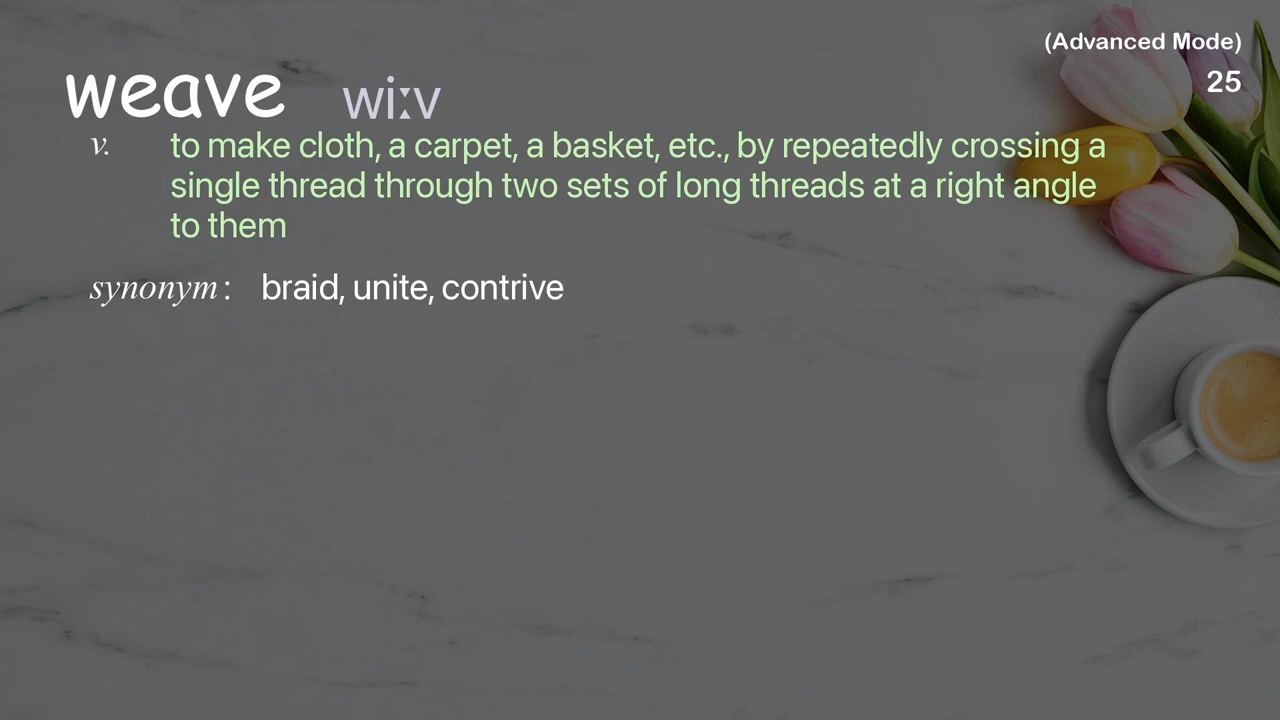 (Advanced Mode)
25
weave wiːv
v. to make cloth, a carpet, a basket, etc., by repeatedly crossing a
single thread through two sets of long threads at a right angle
to them
synonym : braid, unite, contrive